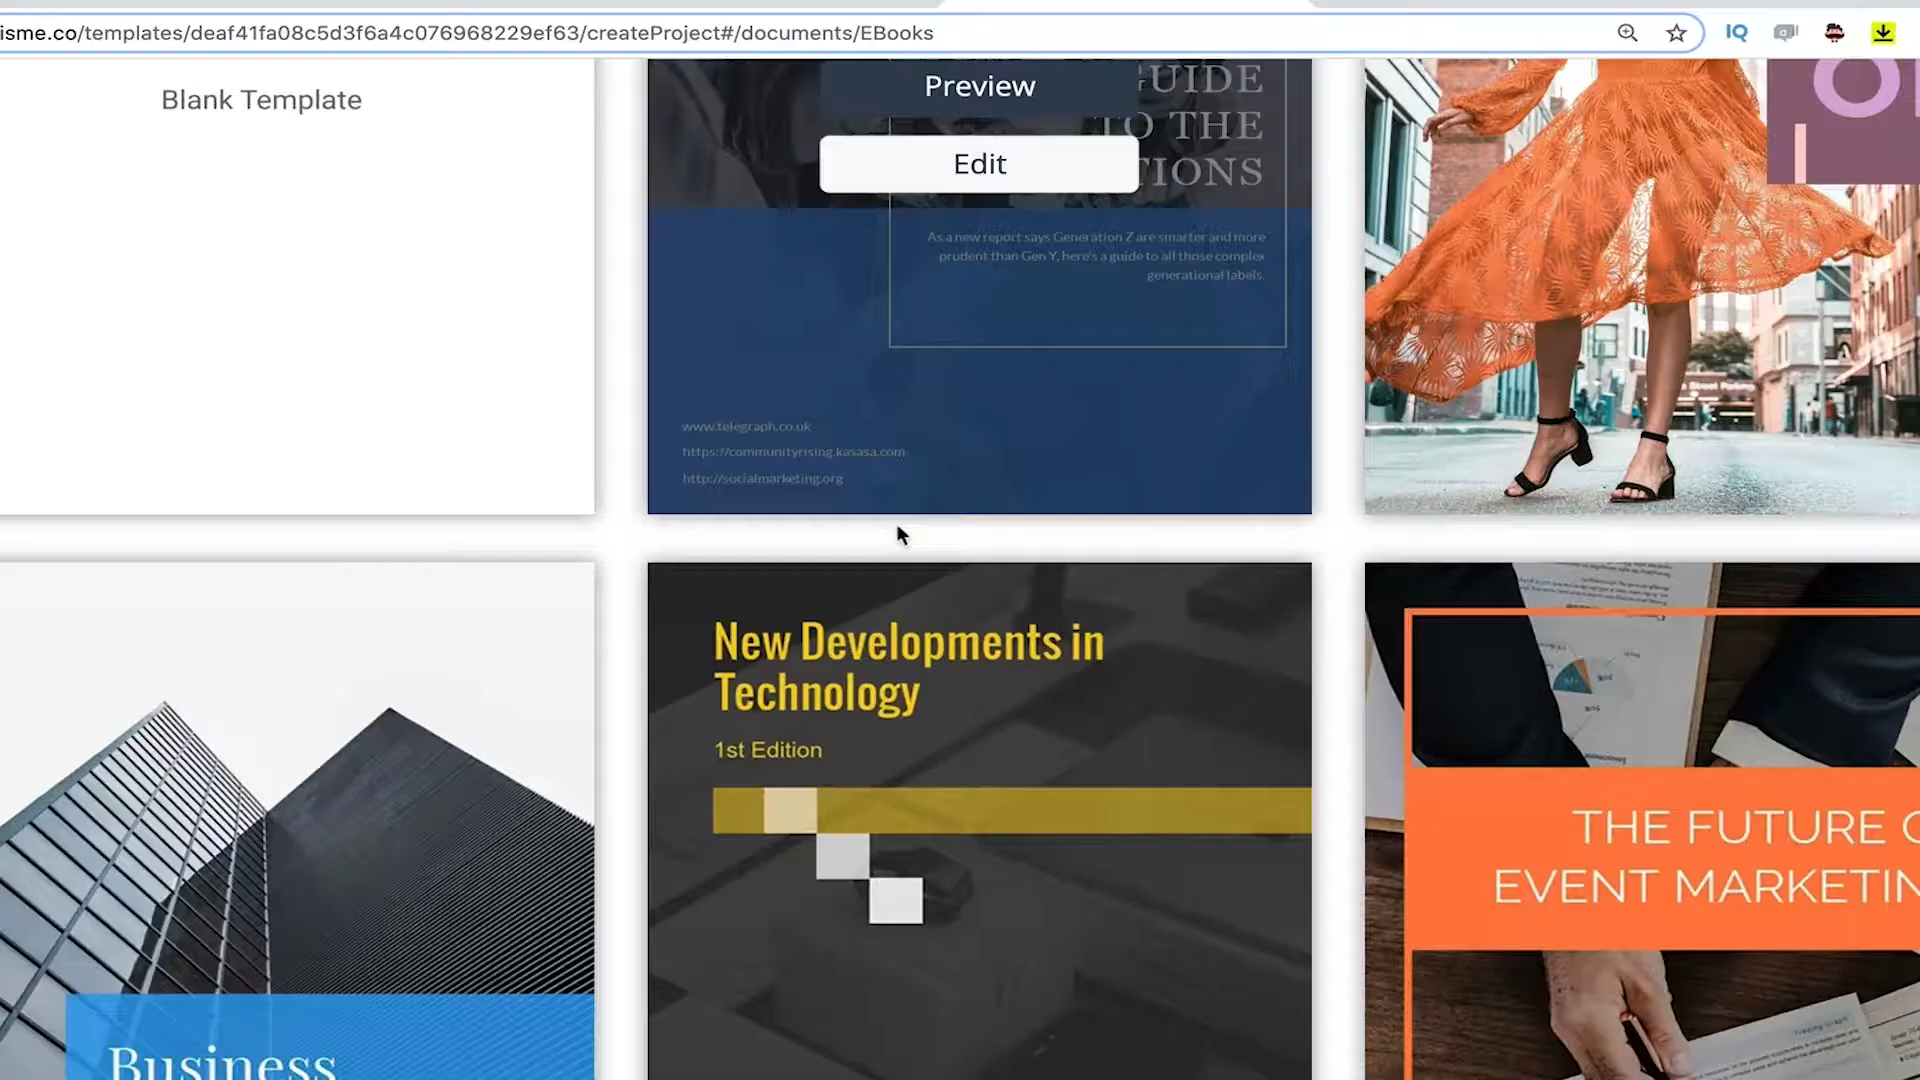 isme.co/templates/deaf41fa08c5d3f6a4c076968229ef63/createProject#/documents/EBooks
IQ
Blank Template
Preview
Edit
GUIDE
TO THE
TIONS
As a new report says Generation Z are smarter and more
prudent than Gen Y, here's a guide to all those complex
generational labels.
www.telegraph.co.uk
https://communityrising.kasasa.com
http://socialmarketing.org
New Developments in
Technology
1st Edition
THE FUTURE O
EVENT MARKETIN
Business